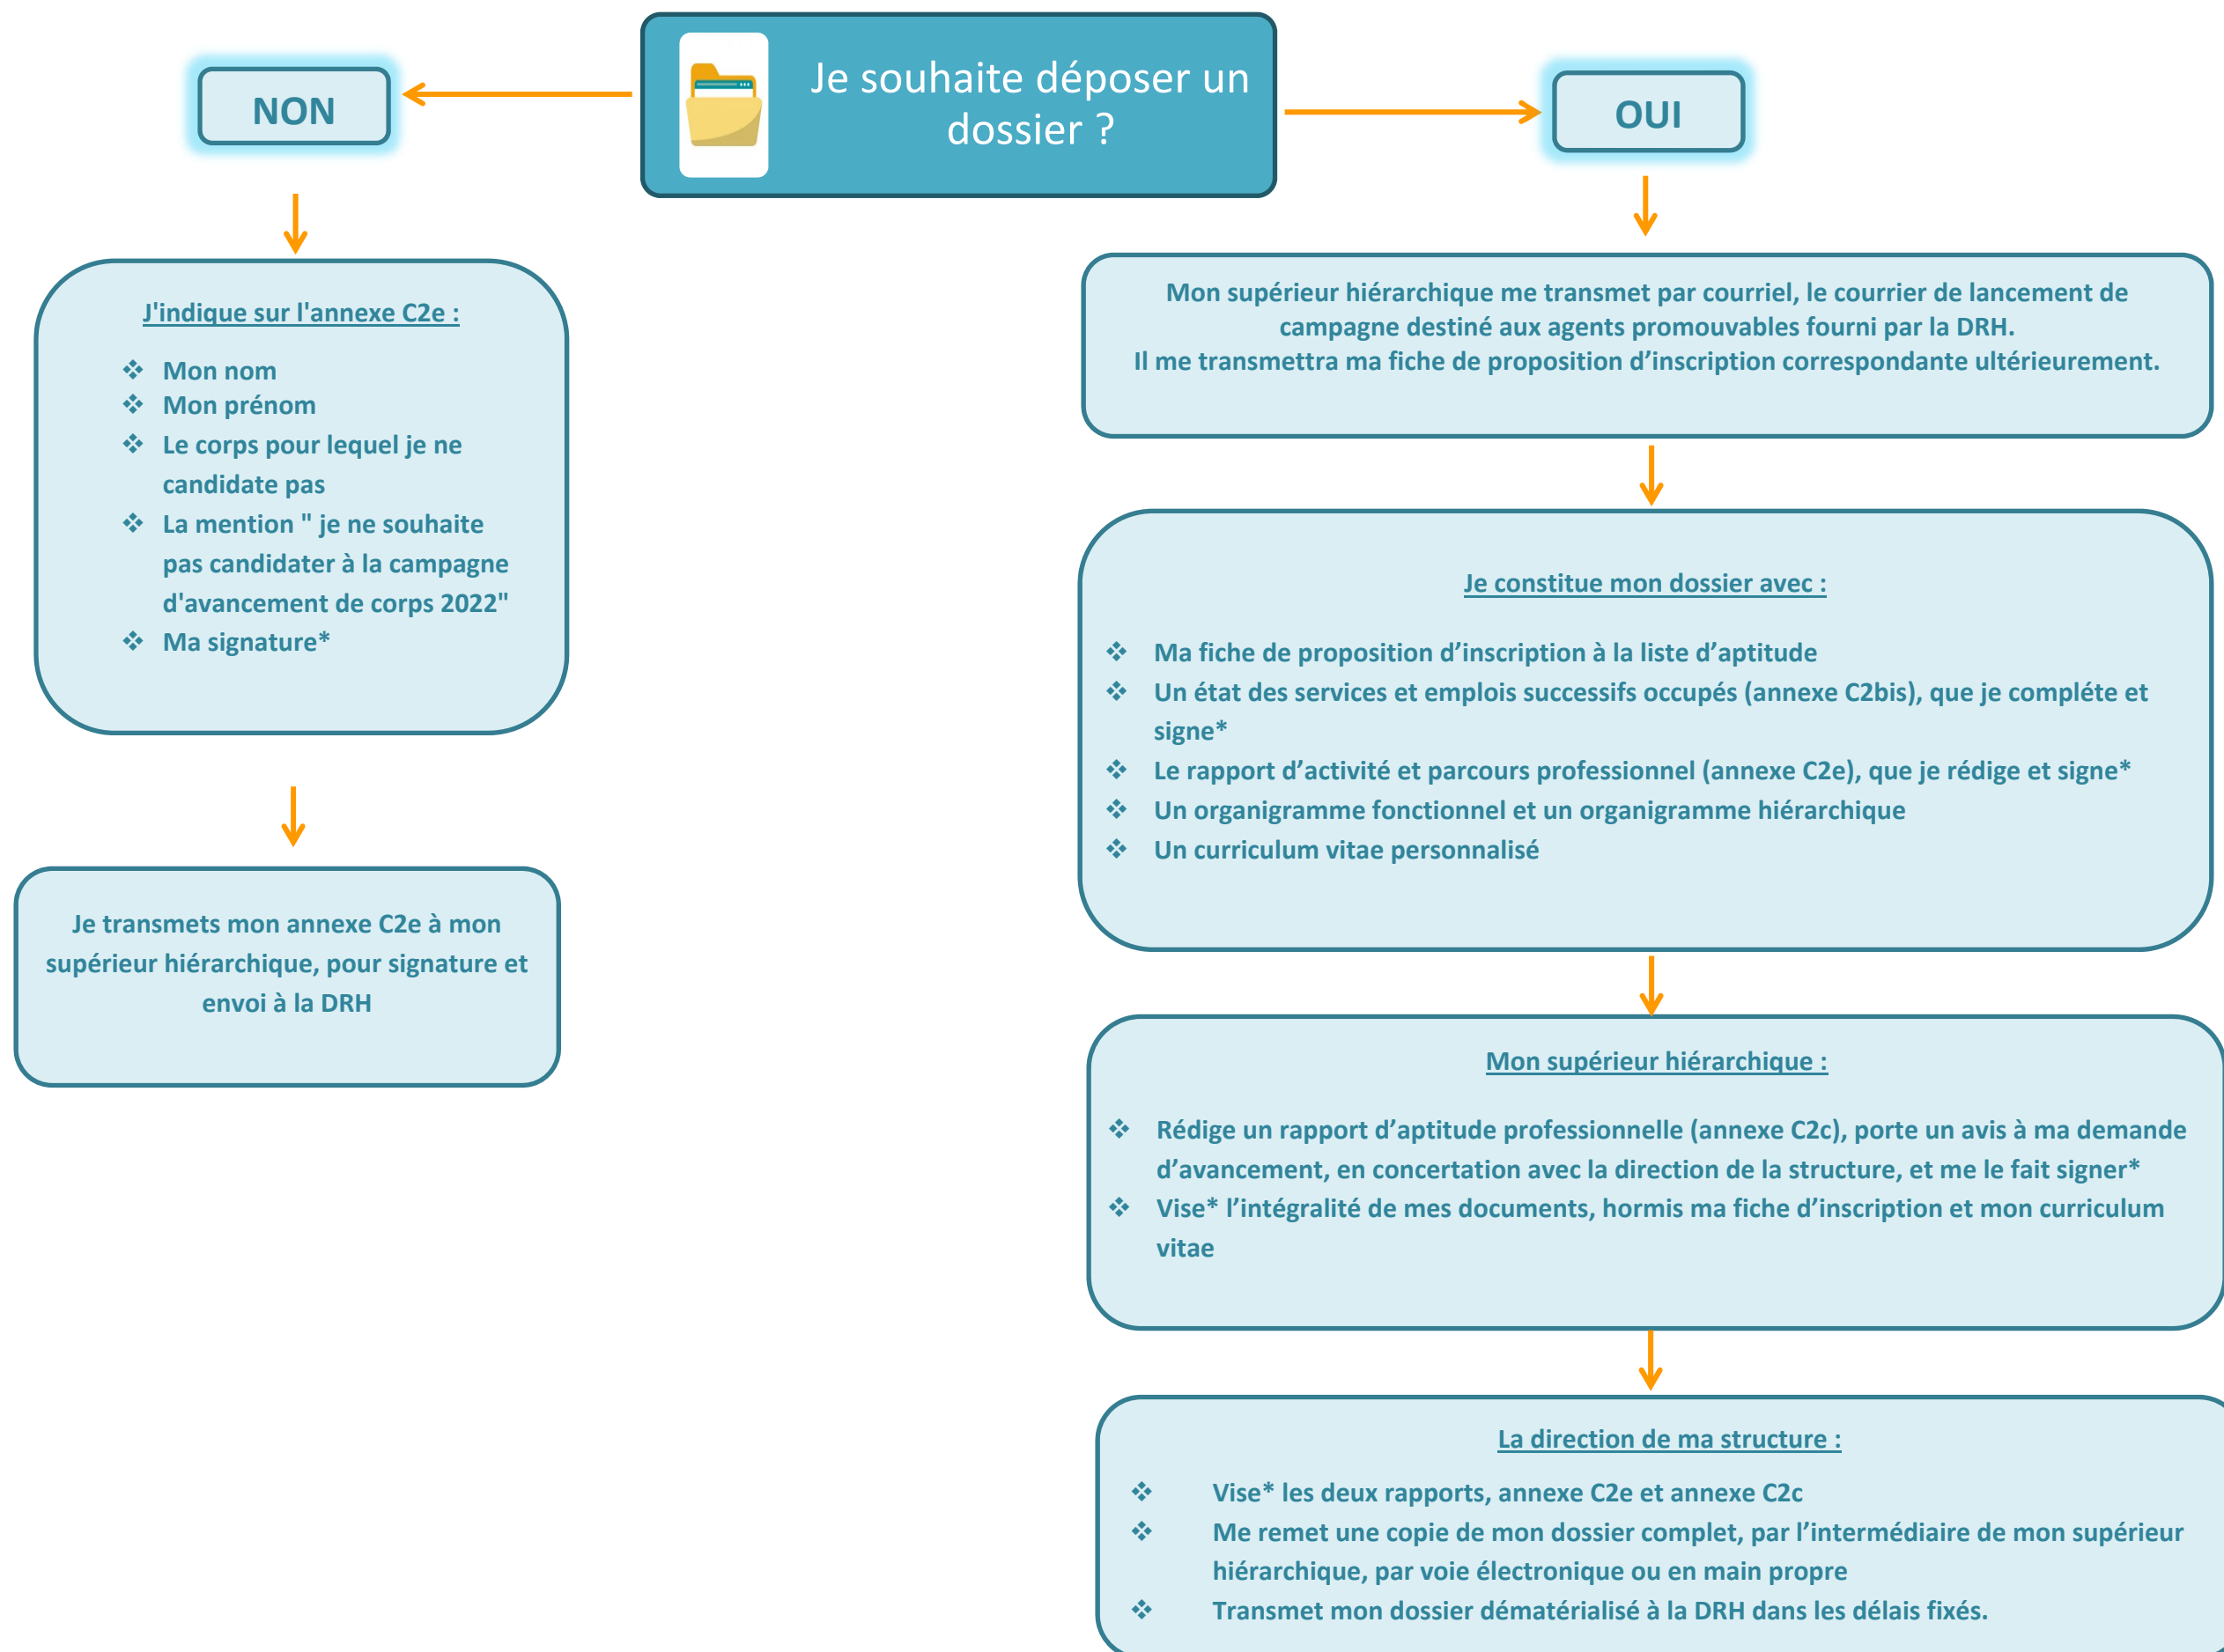 Je souhaite déposer un
dossier ?
NON
J'indique sur l'annexe C2e :
❖ Mon nom
❖ Mon prénom
❖ Le corps pour lequel je ne
candidate pas
❖ La mention " je ne souhaite
pas candidater à la campagne
d'avancement de corps 2022"
❖ Ma signature*
Je transmets mon annexe C2e à mon
supérieur hiérarchique, pour signature et
envoi à la DRH
OUI
Mon supérieur hiérarchique me transmet par courriel, le courrier de lancement de
campagne destiné aux agents promouvables fourni par la DRH.
Il me transmettra ma fiche de proposition d’inscription correspondante ultérieurement.
Je constitue mon dossier avec :
❖ Ma fiche de proposition d’inscription à la liste d’aptitude
❖ Un état des services et emplois successifs occupés (annexe C2bis), que je compléte et
signe*
❖ Le rapport d’activité et parcours professionnel (annexe C2e), que je rédige et signe*
❖ Un organigramme fonctionnel et un organigramme hiérarchique
❖ Un curriculum vitae personnalisé
Mon supérieur hiérarchique :
❖ Rédige un rapport d’aptitude professionnelle (annexe C2c), porte un avis à ma demande
d’avancement, en concertation avec la direction de la structure, et me le fait signer*
❖ Vise* l’intégralité de mes documents, hormis ma fiche d’inscription et mon curriculum
vitae
La direction de ma structure :
❖ Vise* les deux rapports, annexe C2e et annexe C2c
❖ Me remet une copie de mon dossier complet, par l’intermédiaire de mon supérieur
hiérarchique, par voie électronique ou en main propre
❖ Transmet mon dossier dématérialisé à la DRH dans les délais fixés.